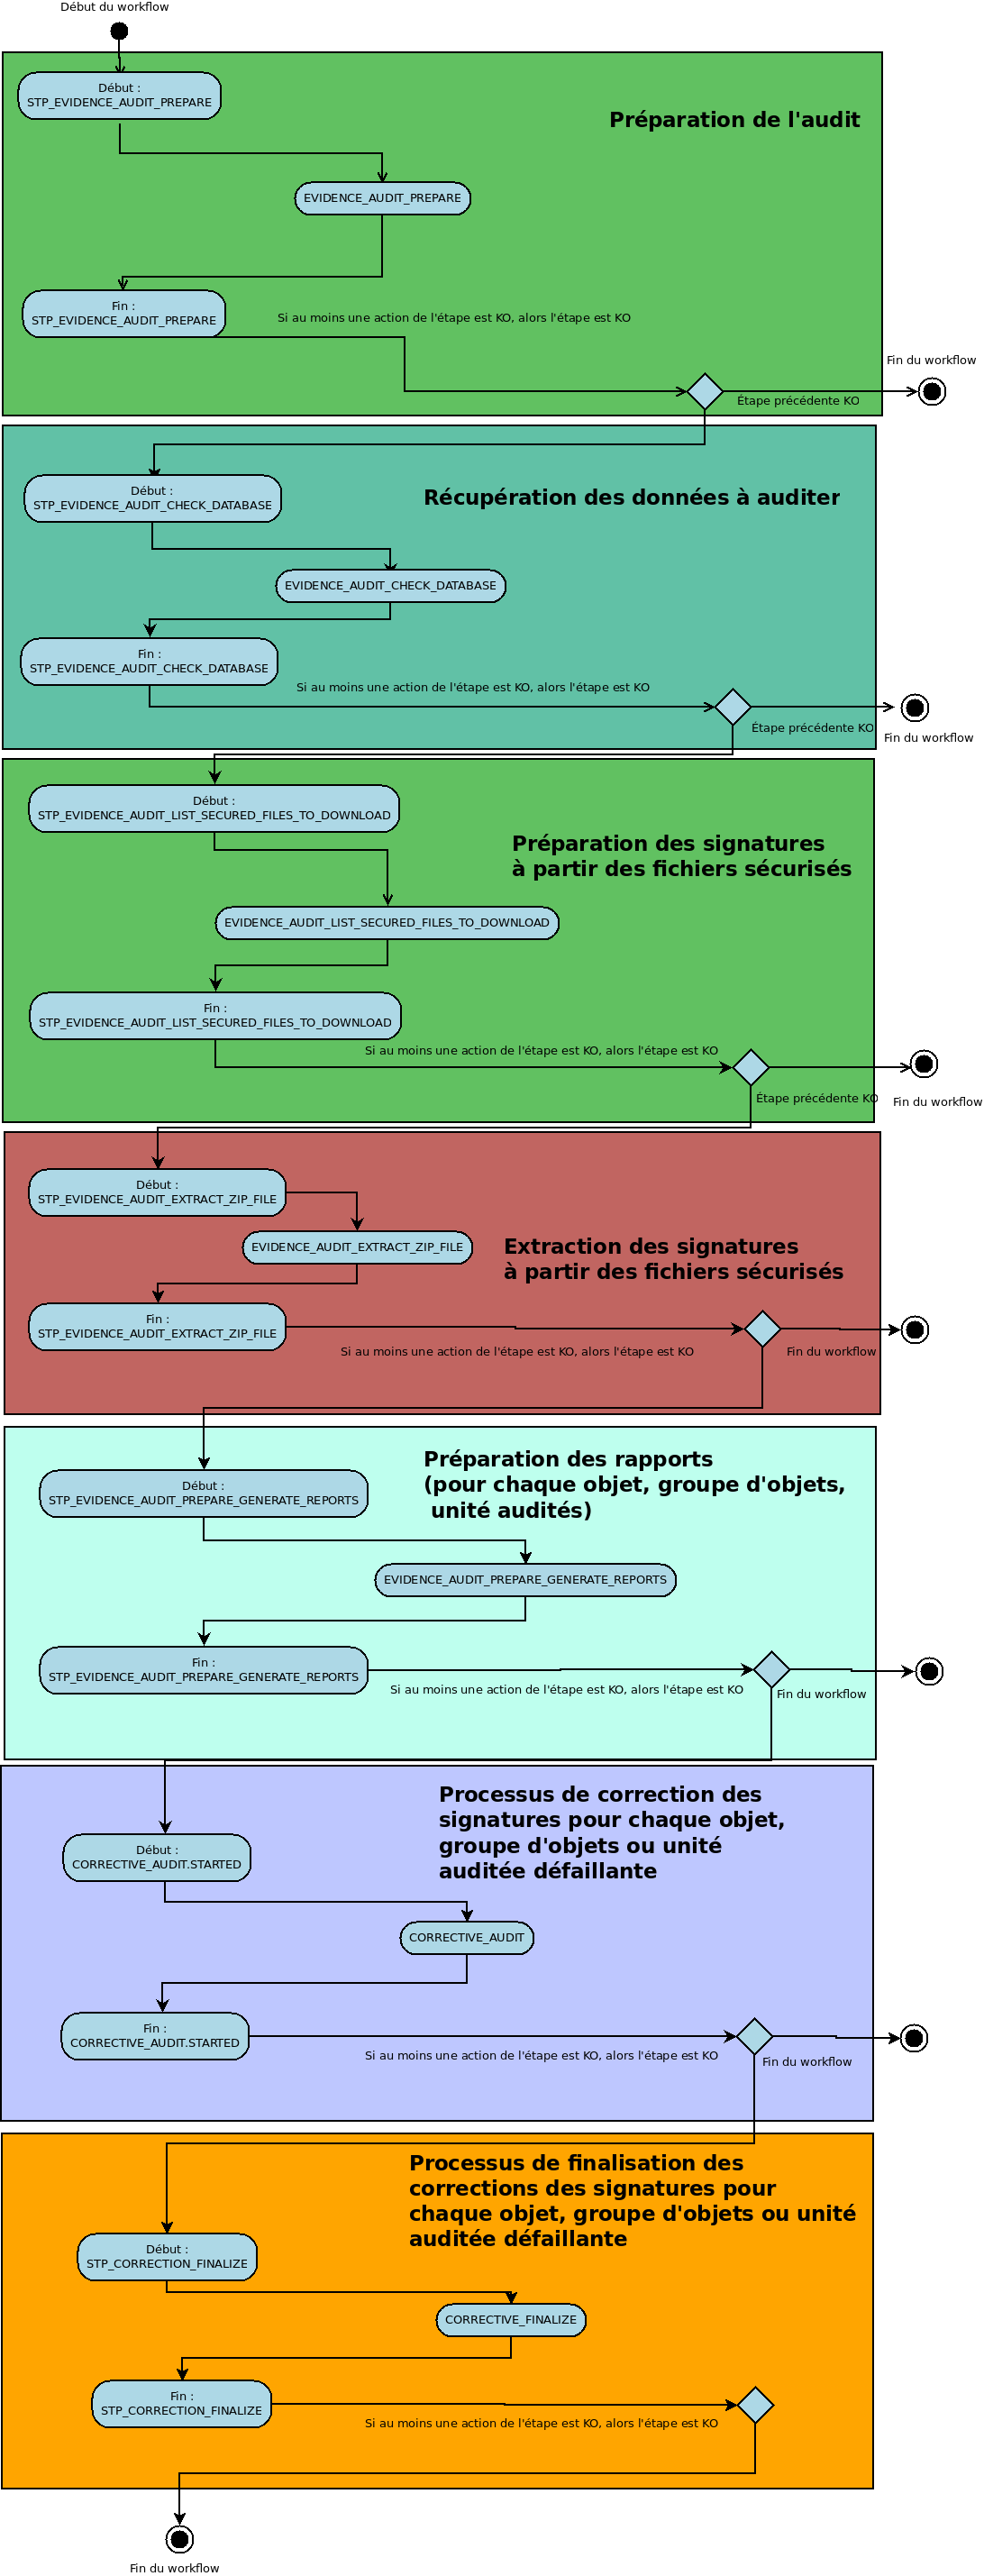 Début du workflow
Début :
STP_EVIDENCE_AUDIT_PREPARE
Préparation de l'audit
EVIDENCE_AUDIT_PREPARE
Fin :
STP_EVIDENCE_AUDIT_PREPARE
Si au moins une action de l'étape est KO, alors l'étape est KO
Fin du workflow
Étape précédente KO
Début :
STP_EVIDENCE_AUDIT_CHECK_DATABASE
Récupération des données à auditer
EVIDENCE_AUDIT_CHECK_DATABASE
Fin :
STP_EVIDENCE_AUDIT_CHECK_DATABASE
Si au moins une action de l'étape est KO, alors l'étape est KO
Étape précédente KO
Fin du workflow
Début :
STP_EVIDENCE_AUDIT_LIST_SECURED_FILES_TO_DOWNLOAD
Préparation des signatures
à partir des fichiers sécurisés
EVIDENCE_AUDIT_LIST_SECURED_FILES_TO_DOWNLOAD
Fin :
STP_EVIDENCE_AUDIT_LIST_SECURED_FILES_TO_DOWNLOAD
Si au moins une action de l'étape est KO, alors l'étape est KO
Étape précédente KO
Fin du workflow
Début :
STP_EVIDENCE_AUDIT_EXTRACT_ZIP_FILE
EVIDENCE_AUDIT_EXTRACT_ZIP_FILE
Extraction des signatures
à partir des fichiers sécurisés
Fin :
STP_EVIDENCE_AUDIT_EXTRACT_ZIP_FILE
Si au moins une action de l'étape est KO, alors l'étape est KO
Fin du workflow
Préparation des rapports
(pour chaque objet, groupe d'objets,
unité audités)
Début :
STP_EVIDENCE_AUDIT_PREPARE_GENERATE_REPORTS
EVIDENCE_AUDIT_PREPARE_GENERATE_REPORTS
Fin :
STP_EVIDENCE_AUDIT_PREPARE_GENERATE_REPORTS
Si au moins une action de l'étape est KO, alors l'étape est KO
Fin du workflow
Processus de correction des
signatures pour chaque objet,
groupe d'objets ou unité
auditée défaillante
Début :
CORRECTIVE_AUDIT.STARTED
CORRECTIVE_AUDIT
Fin :
CORRECTIVE_AUDIT.STARTED
Si au moins une action de l'étape est KO, alors l'étape est KO
Fin du workflow
Processus de finalisation des
corrections des signatures pour
chaque objet, groupe d'objets ou unité
auditée défaillante
Début :
STP_CORRECTION_FINALIZE
CORRECTIVE_FINALIZE
Fin :
STP_CORRECTION_FINALIZE
Si au moins une action de l'étape est KO, alors l'étape est KO
Fin du workflow